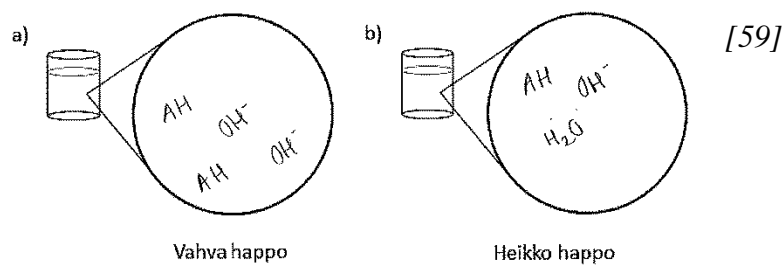 a)
b)
[59]
AH
OH⁻
AH
OH⁻
AH
OH⁻
H₂O
Vahva happo
Heikko happo